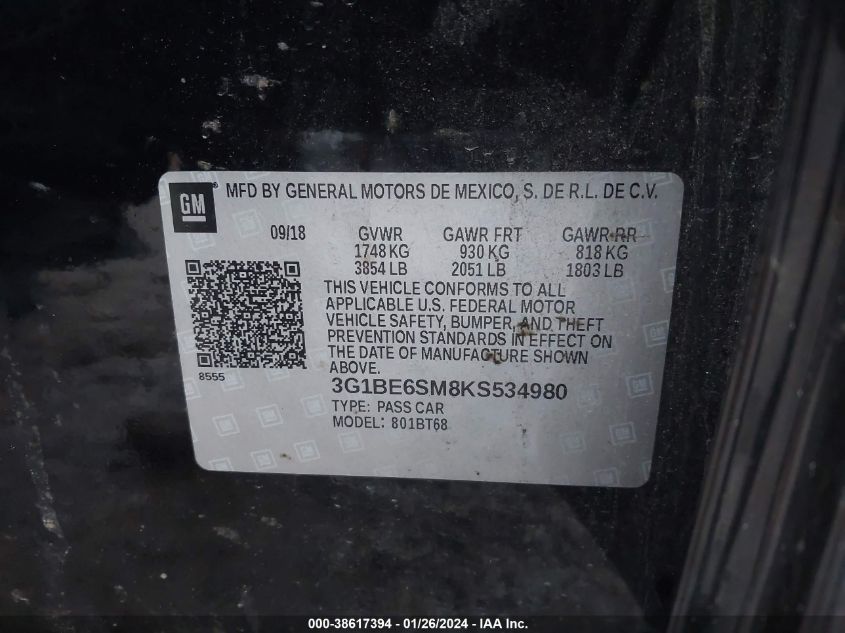 GM ® MFD BY GENERAL MOTORS DE MEXICO, S. DE R.L. DE C.V.
09/18 GVWR GAWR FRT GAWR RR
1748 KG 930 KG 818 KG
3854 LB 2051 LB 1803 LB
THIS VEHICLE CONFORMS TO ALL
APPLICABLE U.S. FEDERAL MOTOR
VEHICLE SAFETY, BUMPER, AND THEFT
PREVENTION STANDARDS IN EFFECT ON
THE DATE OF MANUFACTURE SHOWN
ABOVE.
8555
3G1BE6SM8KS534980
TYPE: PASS CAR
MODEL: 801BT68
000-38617394 - 01/26/2024 - IAA Inc.